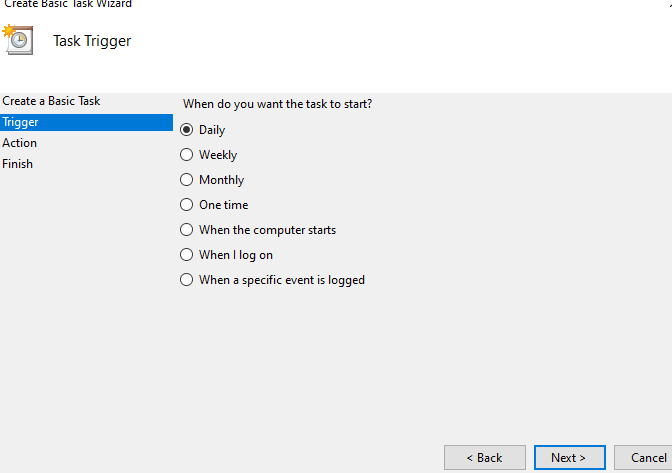 Create Basic Task Wizard
Task Trigger
Create a Basic Task
Trigger
Action
Finish
When do you want the task to start?
Daily
Weekly
Monthly
One time
When the computer starts
When I log on
When a specific event is logged
< Back
Next >
Cancel